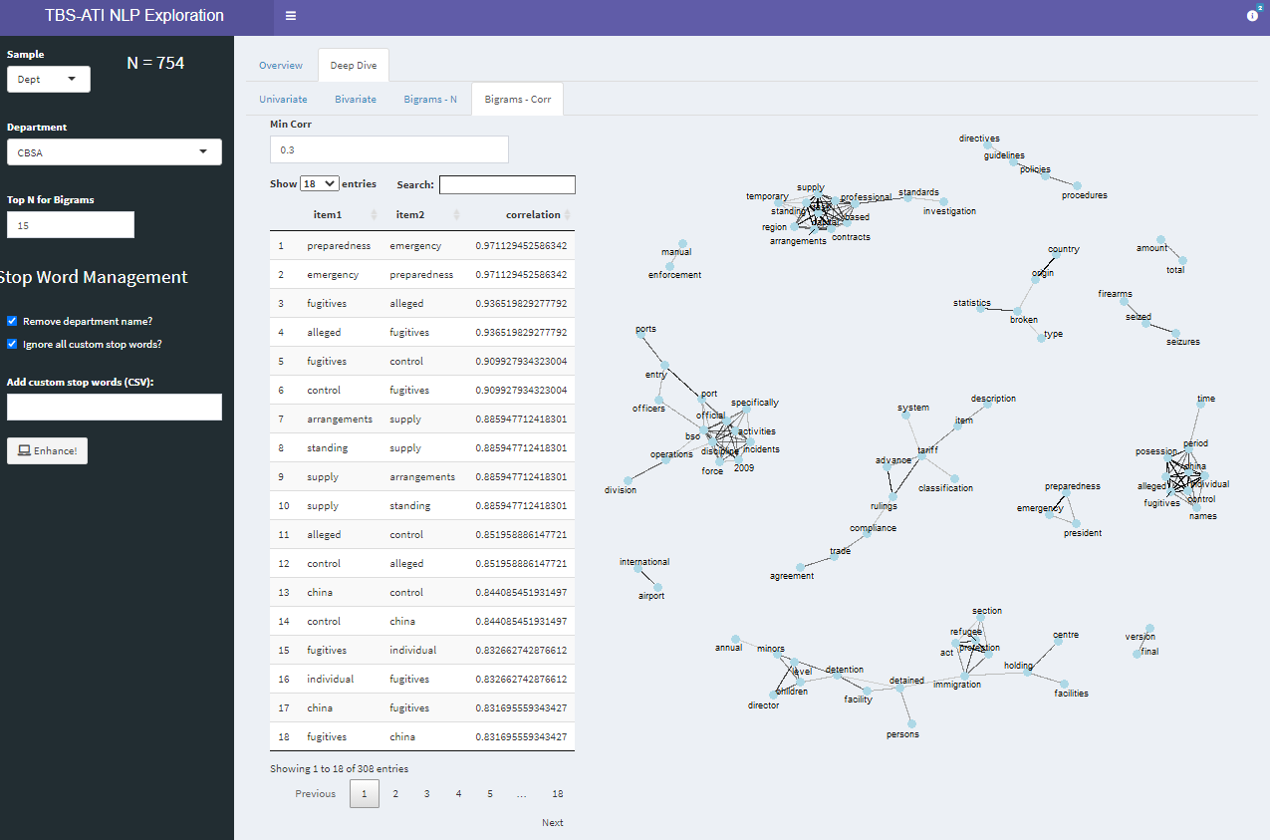 TBS-ATI NLP Exploration
2
Sample
N = 754
Dept
Department
CBSA
Top N for Bigrams
15
Stop Word Management
Remove department name?
Ignore all custom stop words?
Add custom stop words (CSV):
Enhance!
Overview Deep Dive
Univariate Bivariate Bigrams - N Bigrams - Corr
Min Corr
0.3
Show 18 entries Search:
item1 item2 correlation
1 preparedness emergency 0.971129452586342
2 emergency preparedness 0.971129452586342
3 fugitives alleged 0.936519829277792
4 alleged fugitives 0.936519829277792
5 fugitives control 0.909927934323004
6 control fugitives 0.909927934323004
7 arrangements supply 0.885947712418301
8 standing supply 0.885947712418301
9 supply arrangements 0.885947712418301
10 supply standing 0.885947712418301
11 alleged control 0.851958886147721
12 control alleged 0.851958886147721
13 china control 0.844085451931497
14 control china 0.844085451931497
15 fugitives individual 0.832662742876612
16 individual fugitives 0.832662742876612
17 china fugitives 0.831695559343427
18 fugitives china 0.831695559343427
Showing 1 to 18 of 308 entries
Previous 1 2 3 4 5 ... 18
Next
directives
guidelines
policies
procedures
supply
temporary
professional
standards
standing
based
investigation
region
arrangements
contracts
manual
enforcement
country
origin
statistics
broken
type
amount
total
firearms
seized
seizures
ports
entry
officers
port
specifically
official
bso
activities
discipline
incidents
operations
force
2009
division
system
description
item
tariff
advance
classification
rulings
compliance
trade
agreement
preparedness
emergency
president
time
period
posession
china
alleged
individual
fugitives
control
names
international
airport
section
refugee
act
protection
centre
holding
immigration
facilities
version
final
annual
minors
level
detention
children
director
facility
detained
persons